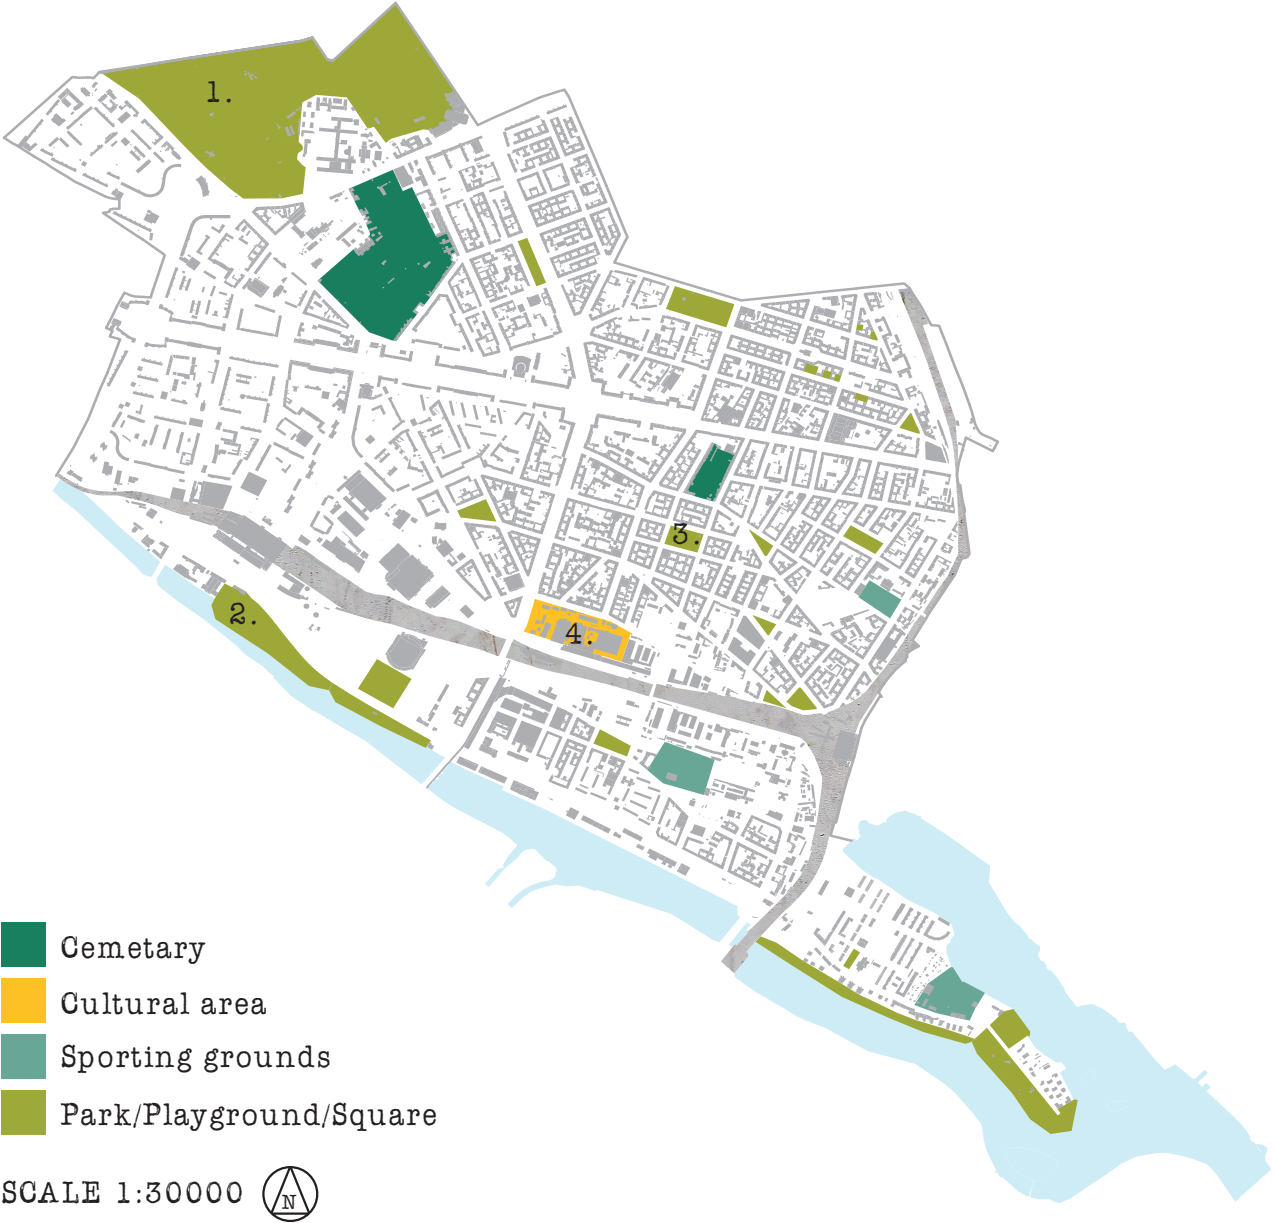 1.
2.
3.
4.
Cemetary
Cultural area
Sporting grounds
Park/Playground/Square
SCALE 1:30000
N